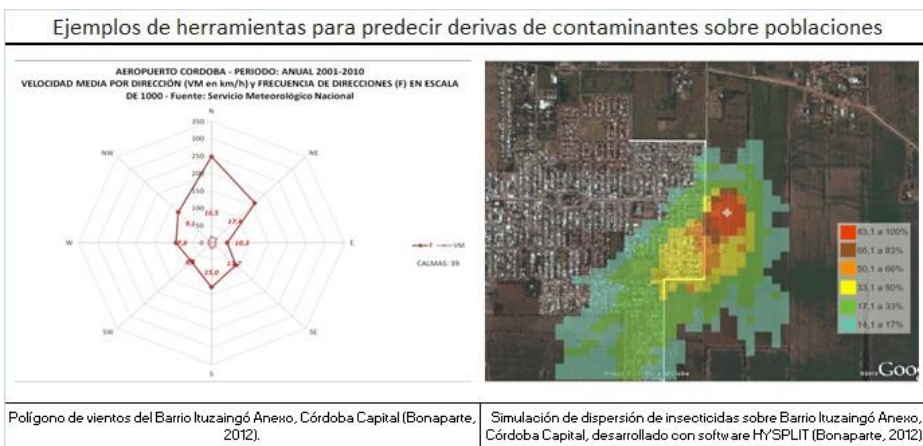 Ejemplos de herramientas para predecir derivas de contaminantes sobre poblaciones
AEROPUERTO CORDOBA - PERIODO: ANUAL 2001-2010
VELOCIDAD MEDIA POR DIRECCIÓN (VM en km/h) y FRECUENCIA DE DIRECCIONES (F) EN ESCALA
DE 1000 - Fuente: Servicio Meteorológico Nacional
N
350
300
250
200
150
100
50
0
NW
NE
W
E
SW
SE
S
16,5
17,4
10,3
15,0
9,1
F
VM
CALMAS: 39
83,1 a 100%
66,1 a 83%
50,1 a 66%
33,1 a 50%
17,1 a 33%
Goo
Polígono de vientos del Barrio Ituzaingó Anexo, Córdoba Capital (Bonaparte,
2012).
Simulación de dispersión de insecticidas sobre Barrio Ituzaingó Anexo,
Córdoba Capital, desarrollado con software HYSPLIT (Bonaparte, 2012)